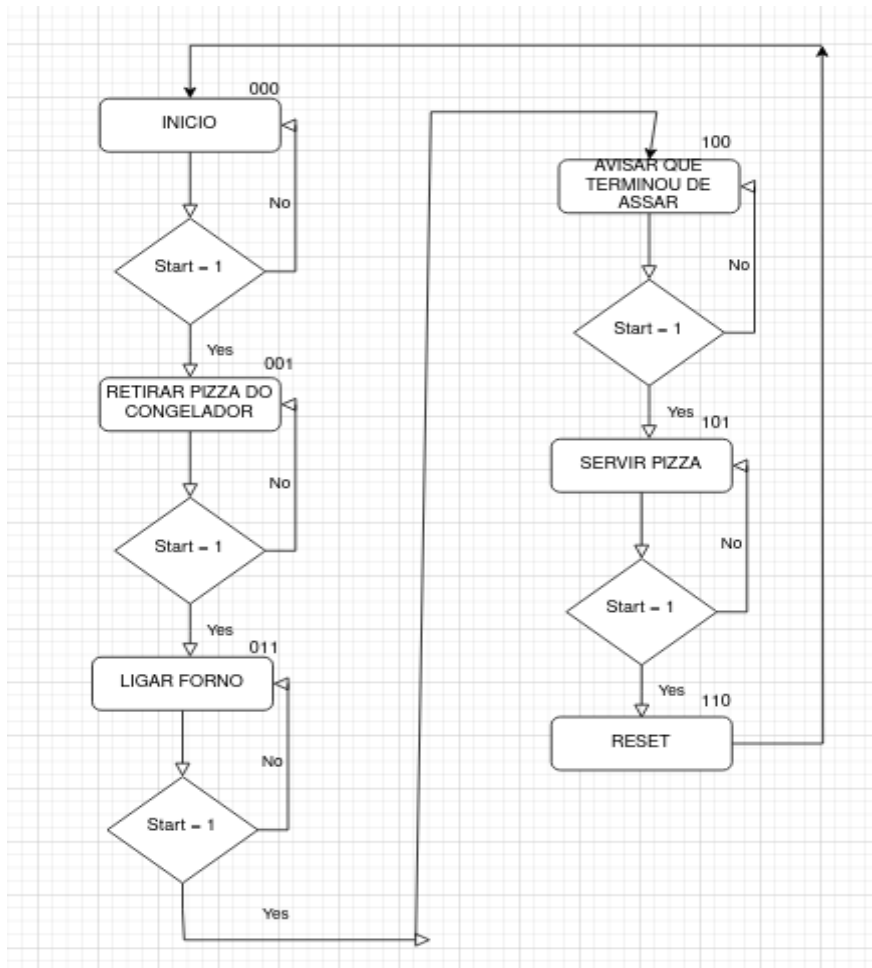 000
INICIO
No
Start = 1
Yes
001
RETIRAR PIZZA DO
CONGELADOR
No
Start = 1
Yes
011
LIGAR FORNO
No
Start = 1
Yes
100
AVISAR QUE
TERMINOU DE
ASSAR
No
Start = 1
Yes
101
SERVIR PIZZA
No
Start = 1
Yes
110
RESET